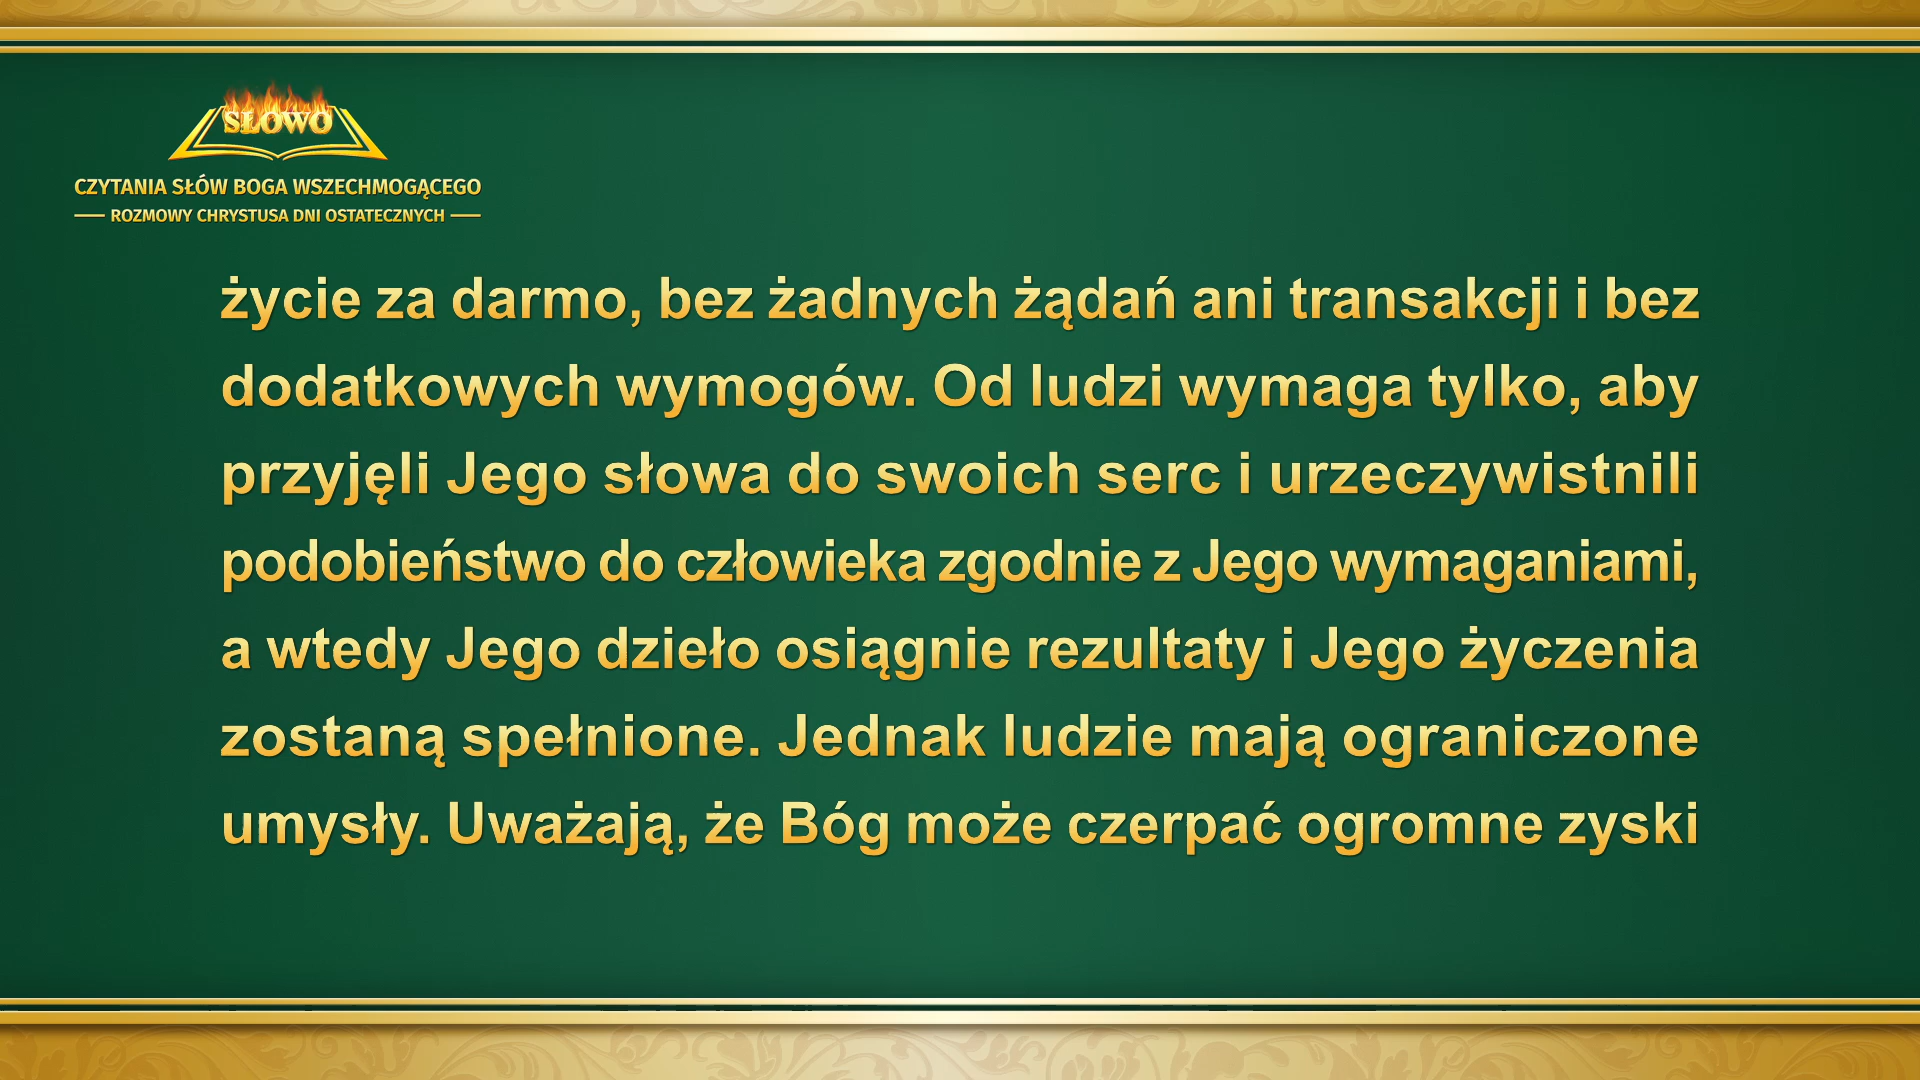 SŁOWO
CZYTANIA SŁÓW BOGA WSZECHMOGĄCEGO
ROZMOWY CHRYSTUSA DNI OSTATECZNYCH
życie za darmo, bez żadnych żądań ani transakcji i bez
dodatkowych wymogów. Od ludzi wymaga tylko, aby
przyjęli Jego słowa do swoich serc i urzeczywistnili
podobieństwo do człowieka zgodnie z Jego wymaganiami,
a wtedy Jego dzieło osiągnie rezultaty i Jego życzenia
zostaną spełnione. Jednak ludzie mają ograniczone
umysły. Uważają, że Bóg może czerpać ogromne zyski